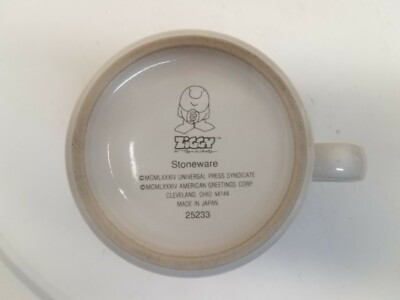 ZIGGY
Stoneware
©MCMLXXXIV UNIVERSAL PRESS SYNDICATE
©MCMLXXXIV AMERICAN GREETINGS CORP.
CLEVELAND, OHIO 44144
MADE IN JAPAN
25233